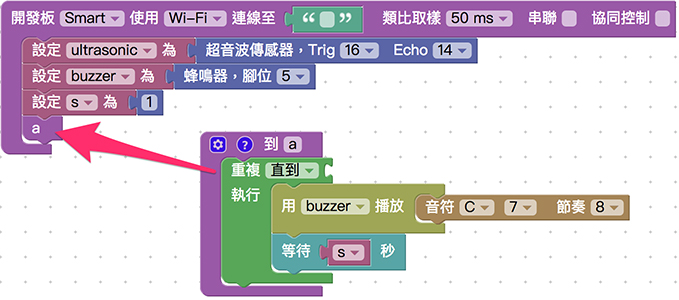 開發板 Smart 使用 Wi-Fi 連線至 “ ” 類比取樣 50 ms 串聯 協同控制
設定 ultrasonic 為 超音波傳感器,Trig 16 Echo 14
設定 buzzer 為 蜂鳴器,腳位 5
設定 s 為 1
a
? 到 a
重複 直到
執行
用 buzzer 播放 音符 C 7 節奏 8
等待 s 秒